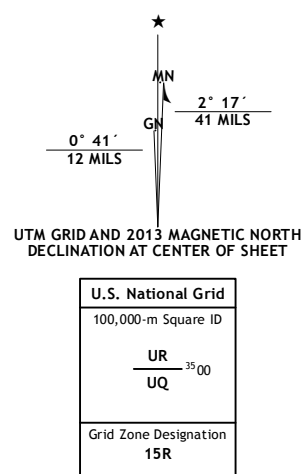 ★
MN
2° 17´
41 MILS
GN
0° 41´
12 MILS
UTM GRID AND 2013 MAGNETIC NORTH
DECLINATION AT CENTER OF SHEET
U.S. National Grid
100,000-m Square ID
UR
3500
UQ
Grid Zone Designation
15R